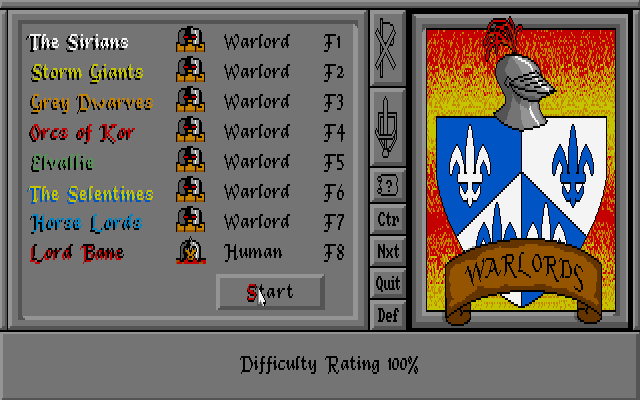 The Sirians Warlord F1
Storm Giants Warlord F2
Grey Dwarves Warlord F3
Orcs of Kor Warlord F4
Elvallie Warlord F5
The Selentines Warlord F6
Horse Lords Warlord F7
Lord Bane Human F8
Start
?
Ctr
Nxt
Quit
Def
WARLORDS
Difficulty Rating 100%